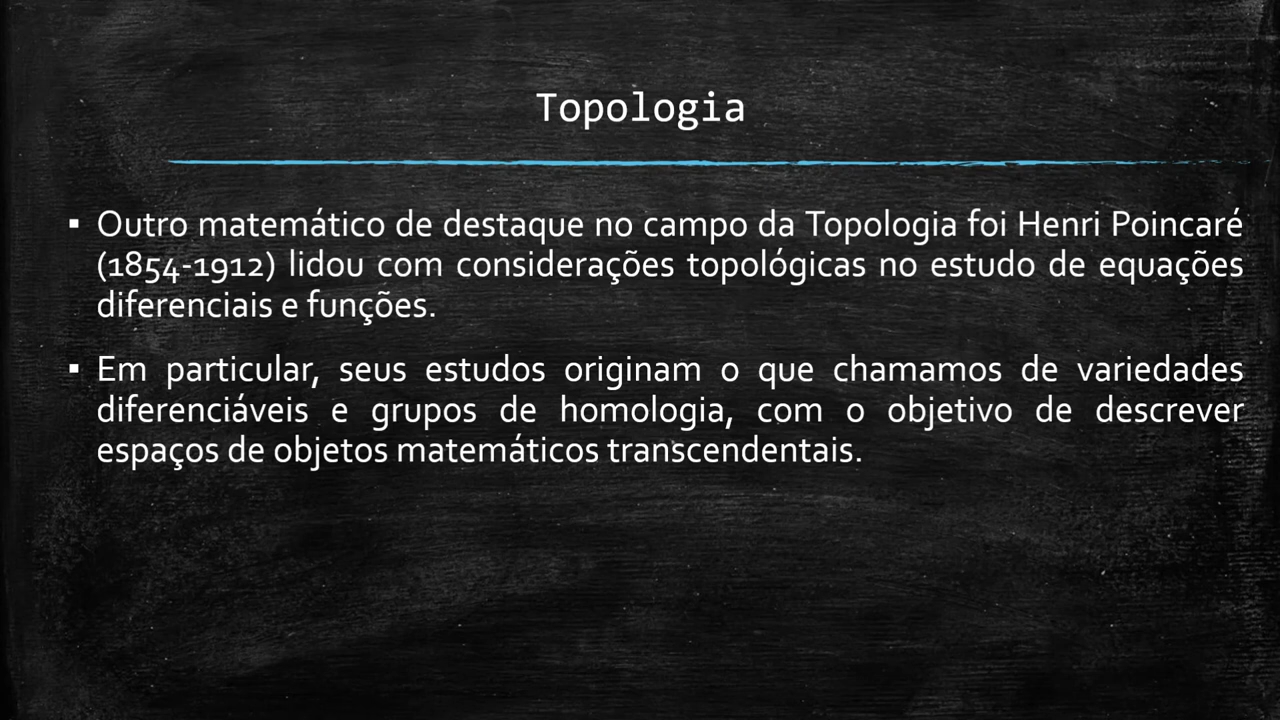 Topologia
▪ Outro matemático de destaque no campo da Topologia foi Henri Poincaré
(1854-1912) lidou com considerações topológicas no estudo de equações
diferenciais e funções.
▪ Em particular, seus estudos originam o que chamamos de variedades
diferenciáveis e grupos de homologia, com o objetivo de descrever
espaços de objetos matemáticos transcendentais.